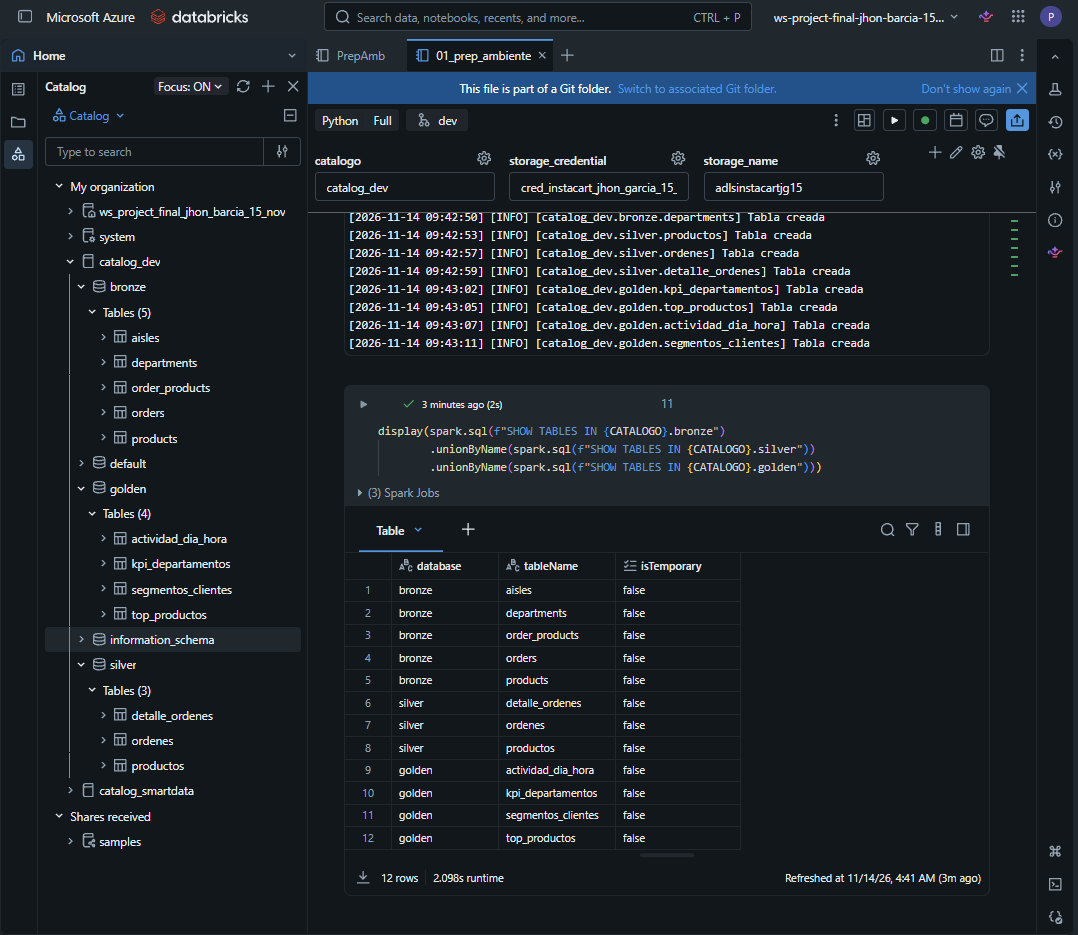 Microsoft Azure databricks Search data, notebooks, recents, and more... CTRL + P ws-project-final-jhon-barcia-15... P
Home
PrepAmb 01_prep_ambiente
Catalog Focus: ON
Catalog
Type to search
My organization
ws_project_final_jhon_barcia_15_nov
system
catalog_dev
bronze
Tables (5)
aisles
departments
order_products
orders
products
default
golden
Tables (4)
actividad_dia_hora
kpi_departamentos
segmentos_clientes
top_productos
information_schema
silver
Tables (3)
detalle_ordenes
ordenes
productos
catalog_smartdata
Shares received
samples
This file is part of a Git folder. Switch to associated Git folder. Don't show again
Python Full dev
catalogo storage_credential storage_name
catalog_dev cred_instacart_jhon_garcia_15_ adlsinstacartjg15
[2026-11-14 09:42:50] [INFO] [catalog_dev.bronze.departments] Tabla creada
[2026-11-14 09:42:53] [INFO] [catalog_dev.silver.productos] Tabla creada
[2026-11-14 09:42:57] [INFO] [catalog_dev.silver.ordenes] Tabla creada
[2026-11-14 09:42:59] [INFO] [catalog_dev.silver.detalle_ordenes] Tabla creada
[2026-11-14 09:43:02] [INFO] [catalog_dev.golden.kpi_departamentos] Tabla creada
[2026-11-14 09:43:05] [INFO] [catalog_dev.golden.top_productos] Tabla creada
[2026-11-14 09:43:07] [INFO] [catalog_dev.golden.actividad_dia_hora] Tabla creada
[2026-11-14 09:43:11] [INFO] [catalog_dev.golden.segmentos_clientes] Tabla creada
3 minutes ago (2s) 11
display(spark.sql(f"SHOW TABLES IN {CATALOGO}.bronze")
.unionByName(spark.sql(f"SHOW TABLES IN {CATALOGO}.silver"))
.unionByName(spark.sql(f"SHOW TABLES IN {CATALOGO}.golden")))
(3) Spark Jobs
Table
database tableName isTemporary
1 bronze aisles false
2 bronze departments false
3 bronze order_products false
4 bronze orders false
5 bronze products false
6 silver detalle_ordenes false
7 silver ordenes false
8 silver productos false
9 golden actividad_dia_hora false
10 golden kpi_departamentos false
11 golden segmentos_clientes false
12 golden top_productos false
12 rows 2.098s runtime Refreshed at 11/14/26, 4:41 AM (3m ago)